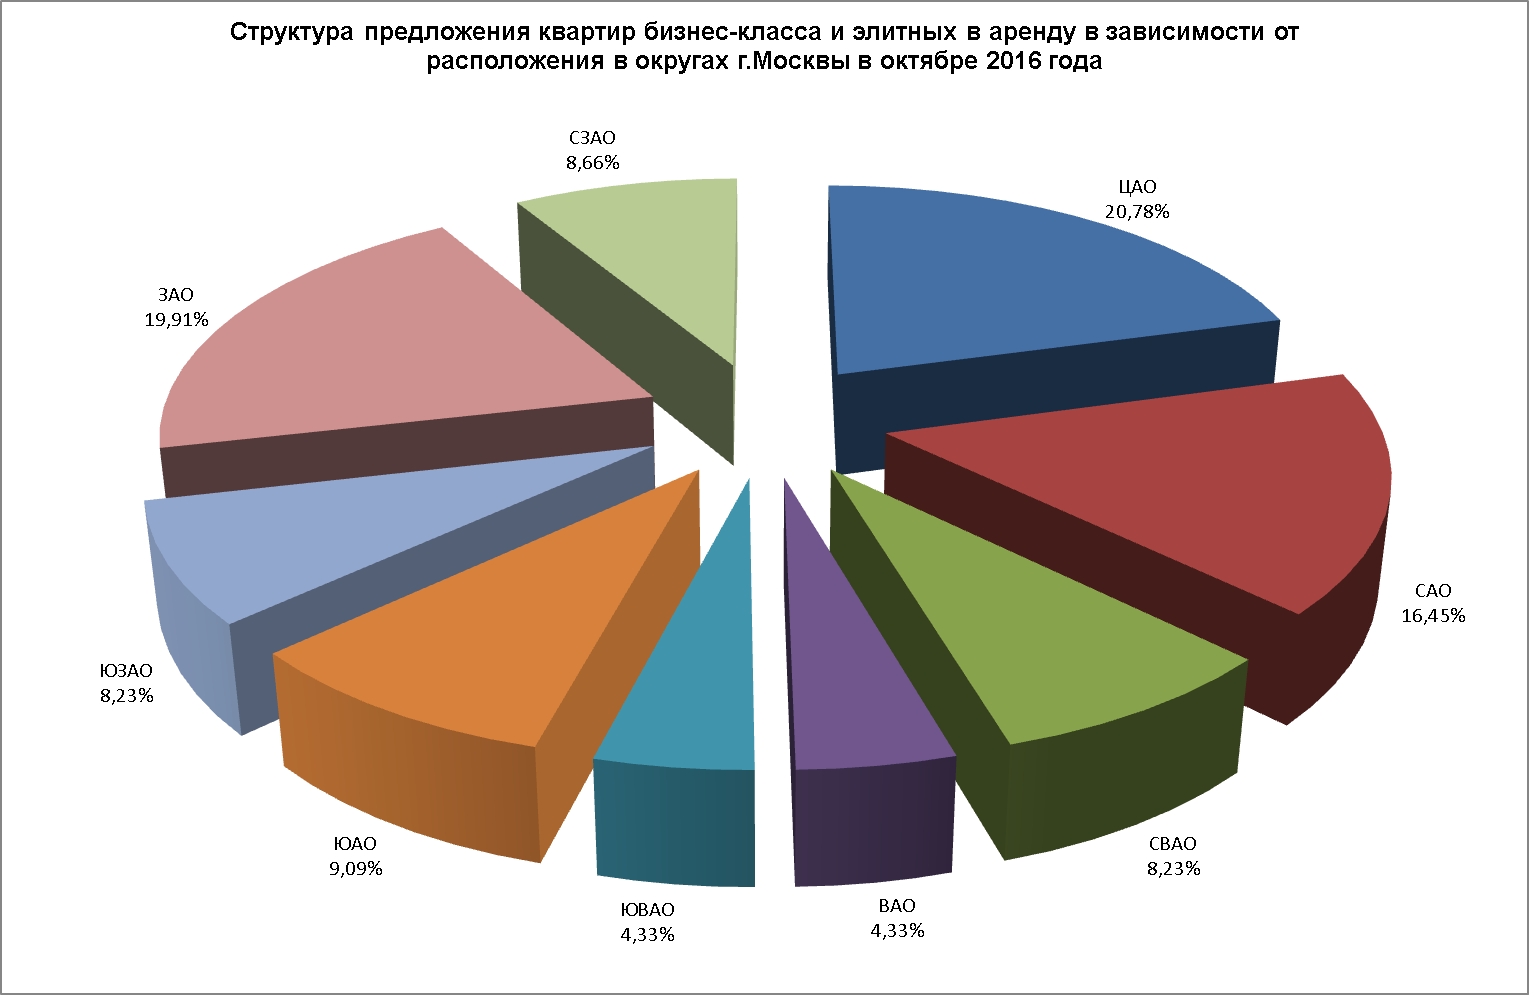 Структура предложения квартир бизнес-класса и элитных в аренду в зависимости от
расположения в округах г.Москвы в октябре 2016 года
СЗАО
8,66%
ЦАО
20,78%
ЗАО
19,91%
САО
16,45%
ЮЗАО
8,23%
ЮАО
9,09%
СВАО
8,23%
ЮВАО
4,33%
ВАО
4,33%